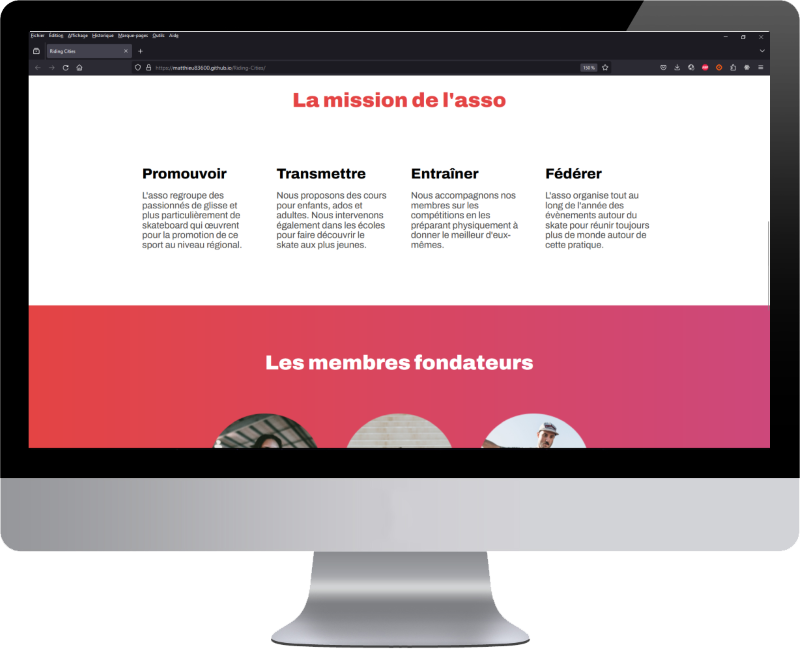 Fichier Édition Affichage Historique Marque-pages Outils Aide
Riding Cities
https://matthieu83600.github.io/Riding-Cities/
150 %
La mission de l'asso
Promouvoir
L'asso regroupe des
passionnés de glisse et
plus particulièrement de
skateboard qui œuvrent
pour la promotion de ce
sport au niveau régional.
Transmettre
Nous proposons des cours
pour enfants, ados et
adultes. Nous intervenons
également dans les écoles
pour faire découvrir le
skate aux plus jeunes.
Entraîner
Nous accompagnons nos
membres sur les
compétitions en les
préparant physiquement à
donner le meilleur d'eux-
mêmes.
Fédérer
L'asso organise tout au
long de l'année des
évènements autour du
skate pour réunir toujours
plus de monde autour de
cette pratique.
Les membres fondateurs